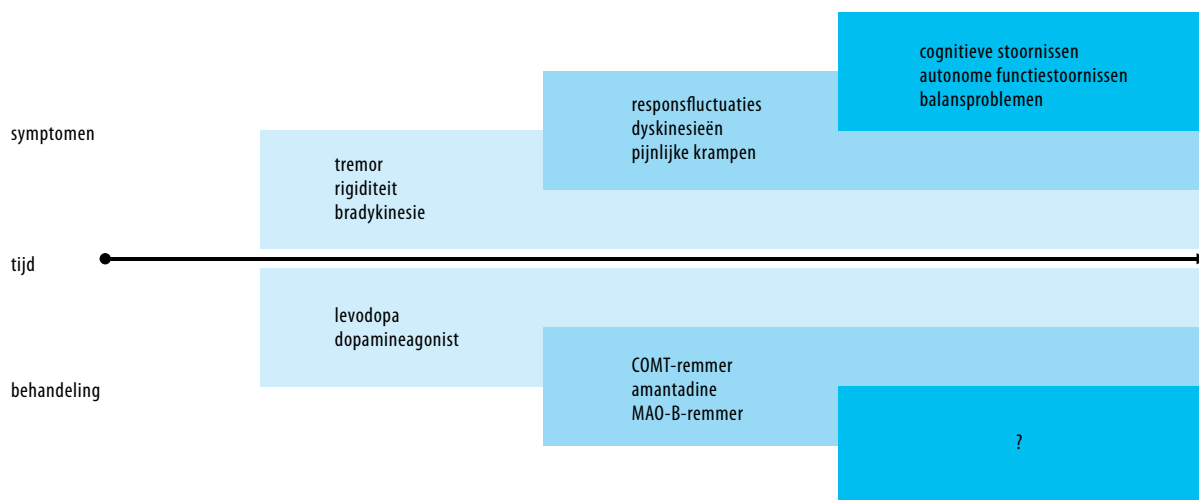 cognitieve stoornissen
autonome functiestoornissen
balansproblemen
responsfluctuaties
dyskinesieën
pijnlijke krampen
symptomen
tremor
rigiditeit
bradykinesie
tijd
levodopa
dopamineagonist
COMT-remmer
amantadine
MAO-B-remmer
behandeling
?